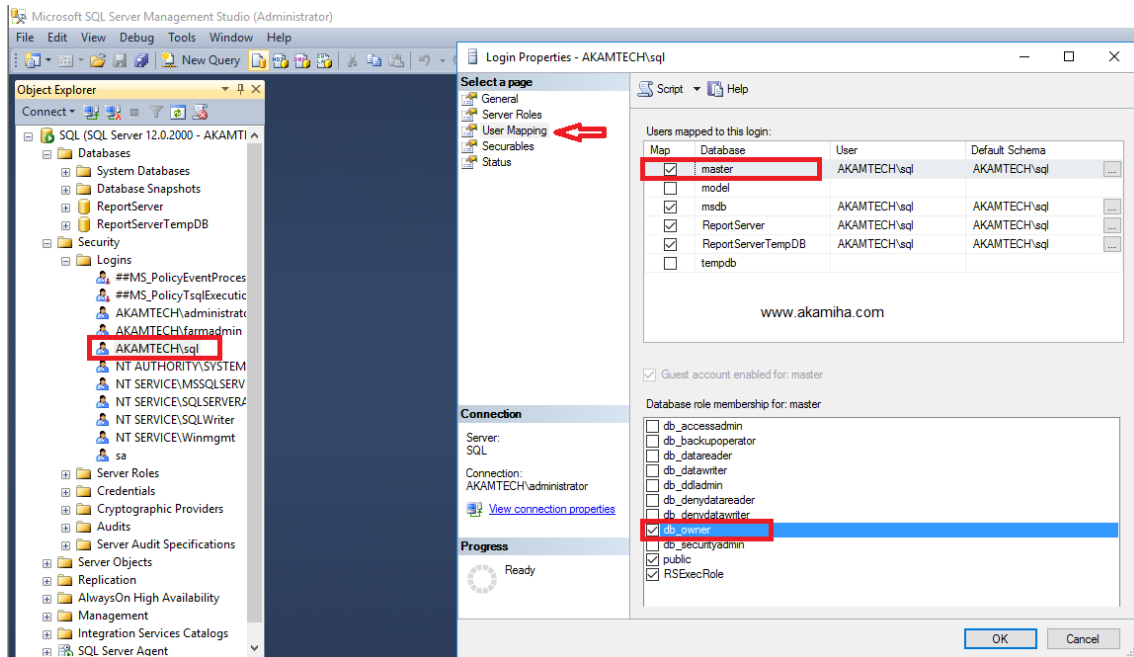 Microsoft SQL Server Management Studio (Administrator)
File Edit View Debug Tools Window Help
New Query
Object Explorer
Connect
SQL (SQL Server 12.0.2000 - AKAMTI
Databases
System Databases
Database Snapshots
ReportServer
ReportServerTempDB
Security
Logins
##MS_PolicyEventProces
##MS_PolicyTsqlExecutic
AKAMTECH\administrato
AKAMTECH\farmadmin
AKAMTECH\sql
NT AUTHORITY\SYSTEM
NT SERVICE\MSSQLSERV
NT SERVICE\SQLSERVERA
NT SERVICE\SQLWriter
NT SERVICE\Winmgmt
sa
Server Roles
Credentials
Cryptographic Providers
Audits
Server Audit Specifications
Server Objects
Replication
AlwaysOn High Availability
Management
Integration Services Catalogs
SQL Server Agent
Login Properties - AKAMTECH\sql
Select a page
General
Server Roles
User Mapping
Securables
Status
Connection
Server:
SQL
Connection:
AKAMTECH\administrator
View connection properties
Progress
Ready
Script Help
Users mapped to this login:
Map Database User Default Schema
master AKAMTECH\sql AKAMTECH\sql ...
model
msdb AKAMTECH\sql AKAMTECH\sql ...
ReportServer AKAMTECH\sql AKAMTECH\sql ...
ReportServerTempDB AKAMTECH\sql AKAMTECH\sql ...
tempdb
www.akamiha.com
Guest account enabled for: master
Database role membership for: master
db_accessadmin
db_backupoperator
db_datareader
db_datawriter
db_ddladmin
db_denydatareader
db_denydatawriter
db_owner
db_securityadmin
public
RSExecRole
OK Cancel